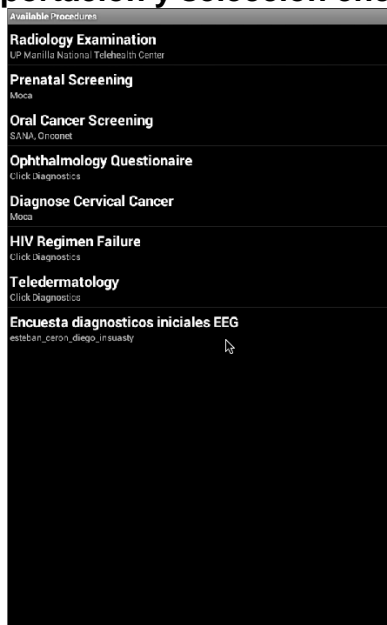 Available Procedures
Radiology Examination
UP Manilla National Telehealth Center
Prenatal Screening
Moca
Oral Cancer Screening
SANA, Onconet
Ophthalmology Questionaire
Click Diagnostics
Diagnose Cervical Cancer
Moca
HIV Regimen Failure
Click Diagnostics
Teledermatology
Click Diagnostics
Encuesta diagnosticos iniciales EEG
esteban_ceron_diego_insuasty